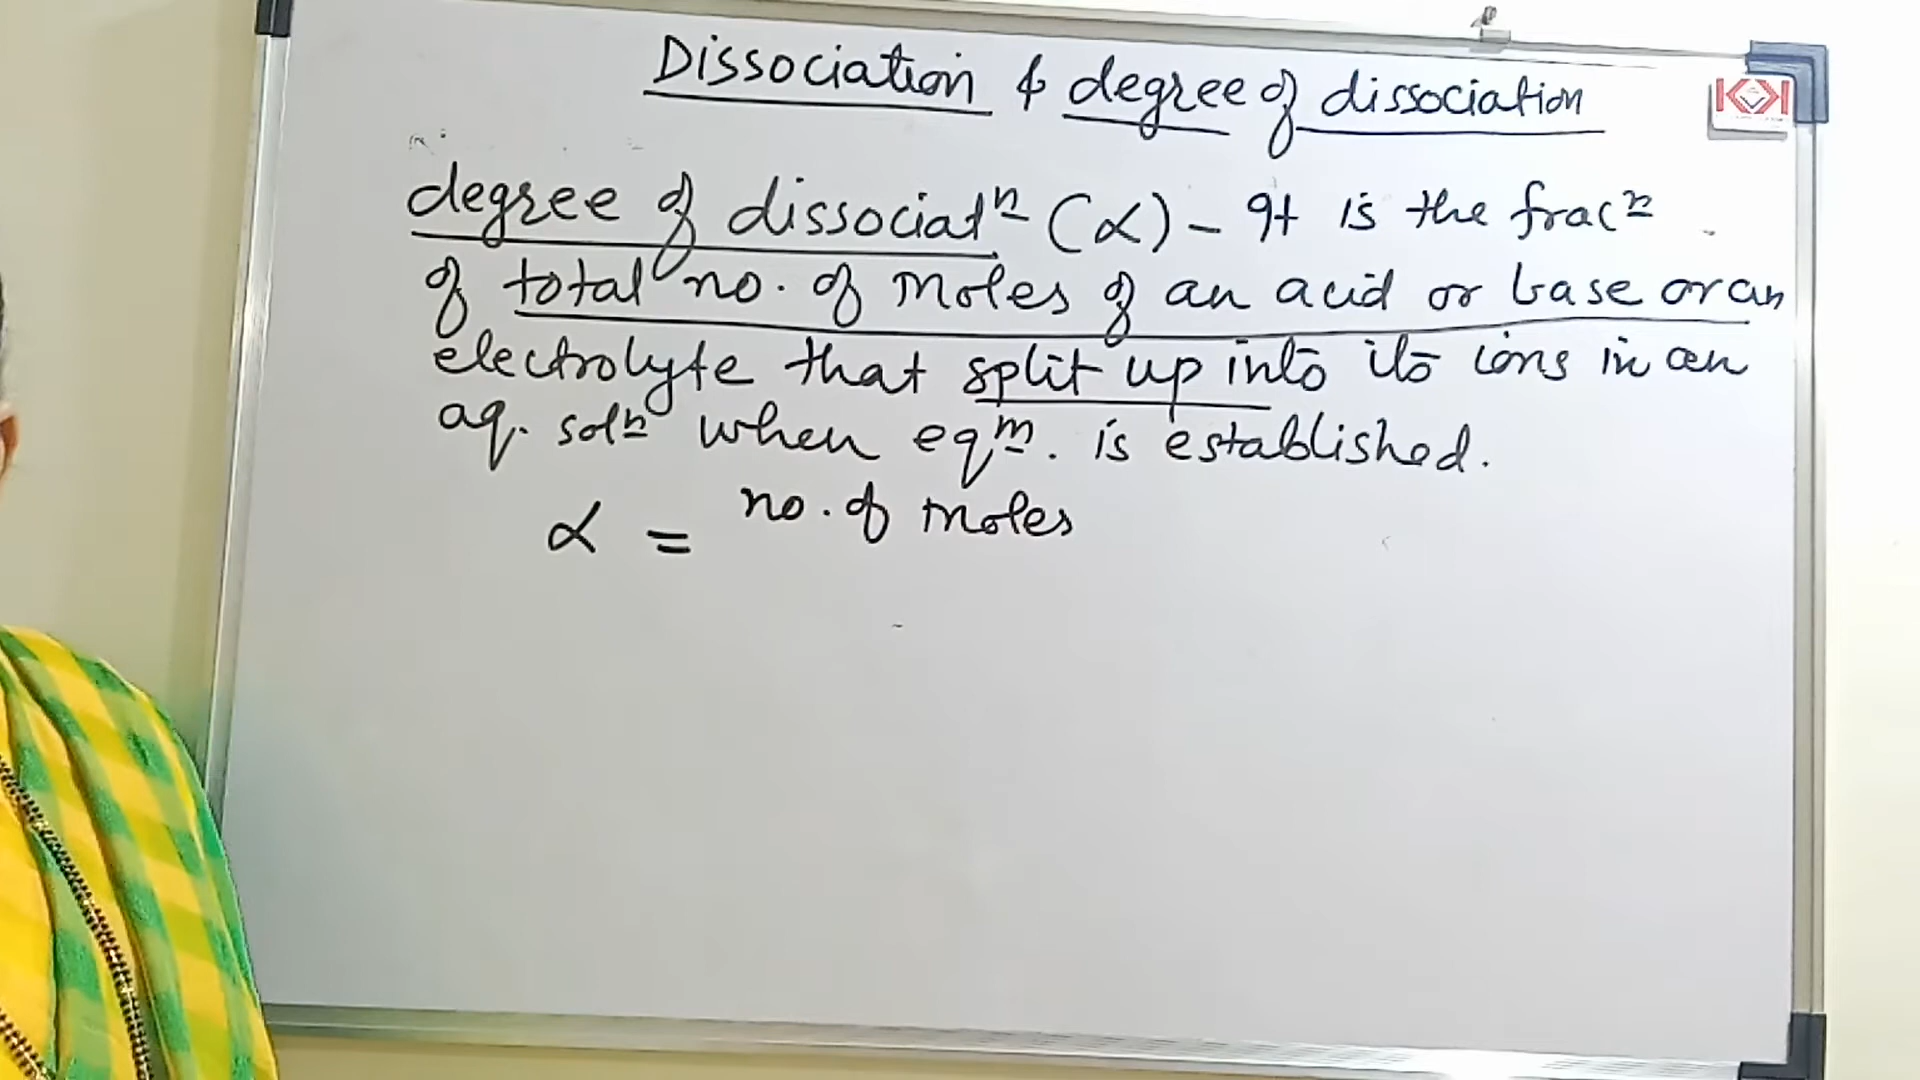 Dissociation & degree of dissociation
degree of dissociatⁿ (α) - It is the fracⁿ
of total no. of moles of an acid or base or an
electrolyte that split up into its ions in an
aq. solⁿ when eqᵐ. is established.
α = no. of moles